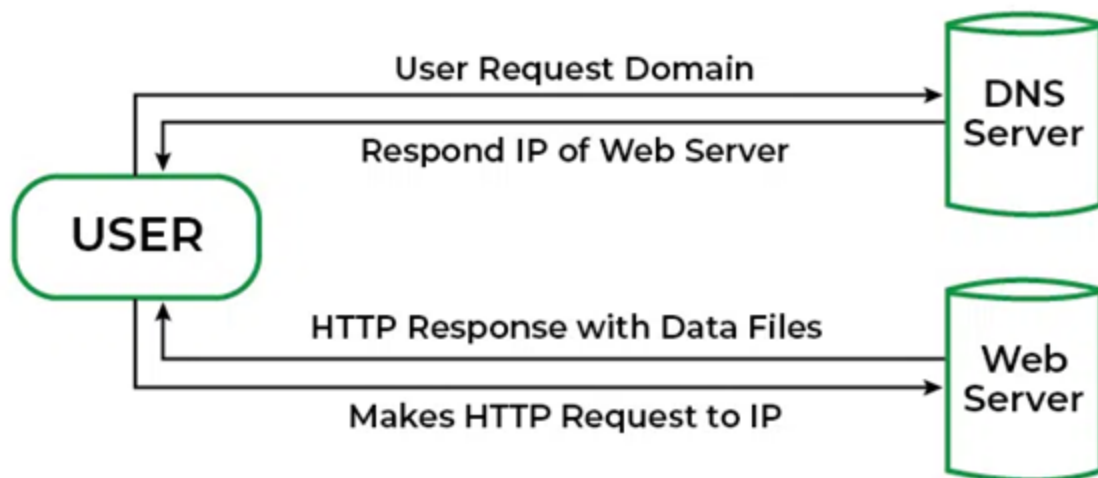 User Request Domain
DNS
Server
Respond IP of Web Server
USER
HTTP Response with Data Files
Web
Server
Makes HTTP Request to IP